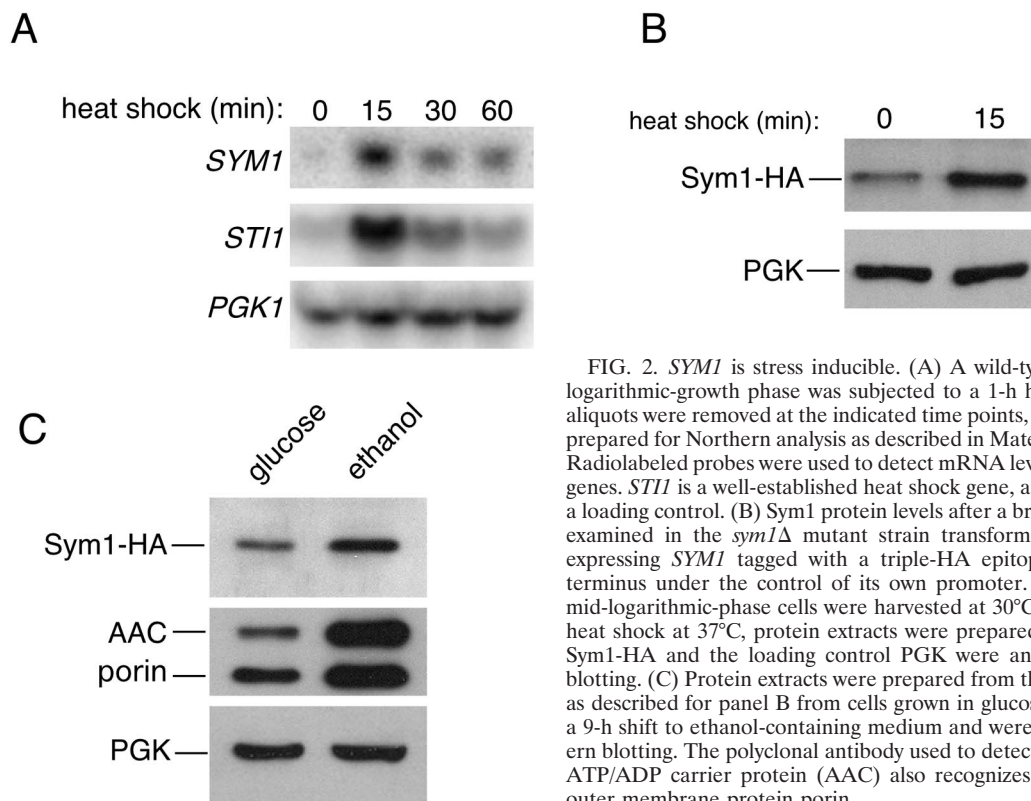 A
heat shock (min): 0 15 30 60
SYM1
STI1
PGK1
B
heat shock (min): 0 15
Sym1-HA
PGK
C
glucose ethanol
Sym1-HA
AAC
porin
PGK
FIG. 2. SYM1 is stress inducible. (A) A wild-ty
logarithmic-growth phase was subjected to a 1-h h
aliquots were removed at the indicated time points,
prepared for Northern analysis as described in Mate
Radiolabeled probes were used to detect mRNA lev
genes. STI1 is a well-established heat shock gene, a
a loading control. (B) Sym1 protein levels after a br
examined in the sym1Δ mutant strain transform
expressing SYM1 tagged with a triple-HA epitop
terminus under the control of its own promoter.
mid-logarithmic-phase cells were harvested at 30°C
heat shock at 37°C, protein extracts were prepared
Sym1-HA and the loading control PGK were an
blotting. (C) Protein extracts were prepared from th
as described for panel B from cells grown in glucos
a 9-h shift to ethanol-containing medium and were
ern blotting. The polyclonal antibody used to detec
ATP/ADP carrier protein (AAC) also recognizes
outer membrane protein porin